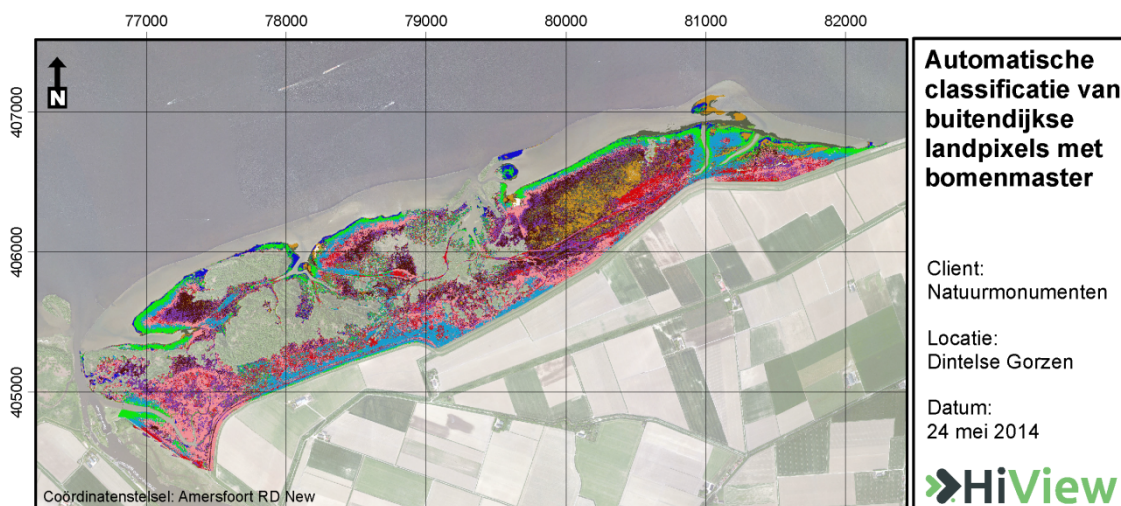 77000 78000 79000 80000 81000 82000
407000
406000
405000
N
Coördinatenstelsel: Amersfoort RD New
Automatische
classificatie van
buitendijkse
landpixels met
bomenmaster
Client:
Natuurmonumenten
Locatie:
Dintelse Gorzen
Datum:
24 mei 2014
HiView